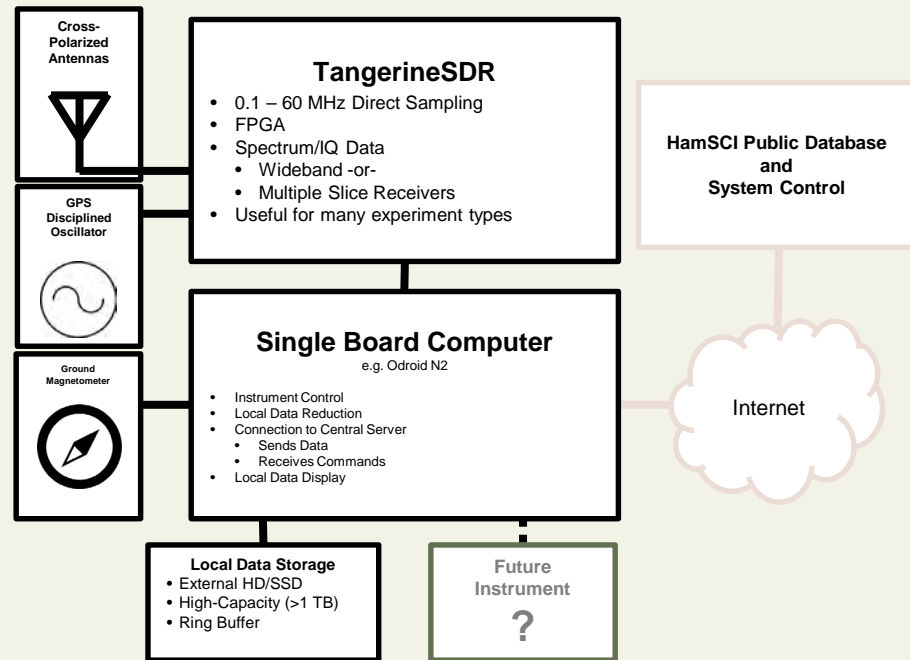 Cross-
Polarized
Antennas
TangerineSDR
• 0.1 – 60 MHz Direct Sampling
• FPGA
• Spectrum/IQ Data
• Wideband -or-
• Multiple Slice Receivers
• Useful for many experiment types
HamSCI Public Database
and
System Control
GPS
Disciplined
Oscillator
Single Board Computer
e.g. Odroid N2
• Instrument Control
• Local Data Reduction
• Connection to Central Server
• Sends Data
• Receives Commands
• Local Data Display
Ground
Magnetometer
Internet
Local Data Storage
• External HD/SSD
• High-Capacity (>1 TB)
• Ring Buffer
Future
Instrument
?